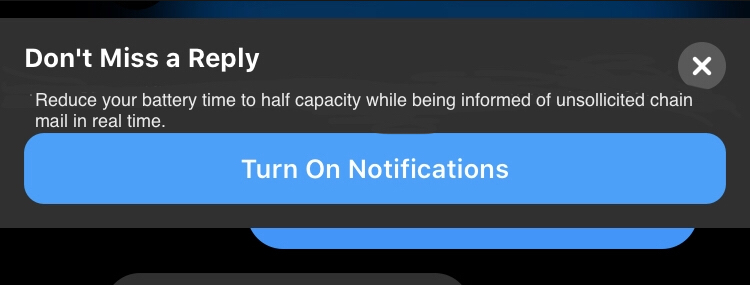 Don't Miss a Reply
Reduce your battery time to half capacity while being informed of unsollicited chain
mail in real time.
Turn On Notifications